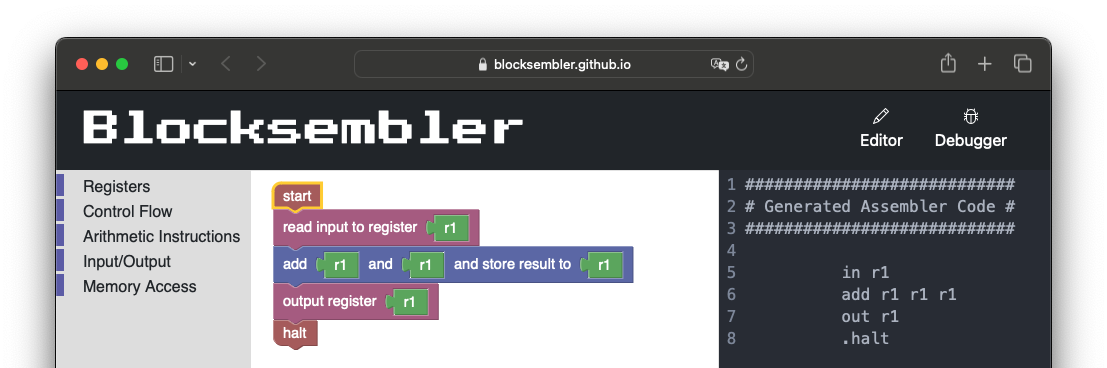 blocksembler.github.io
Blocksembler
Editor
Debugger
Registers
Control Flow
Arithmetic Instructions
Input/Output
Memory Access
start
read input to register r1
add r1 and r1 and store result to r1
output register r1
halt
1 ############################
2 # Generated Assembler Code #
3 ############################
4
5 in r1
6 add r1 r1 r1
7 out r1
8 .halt